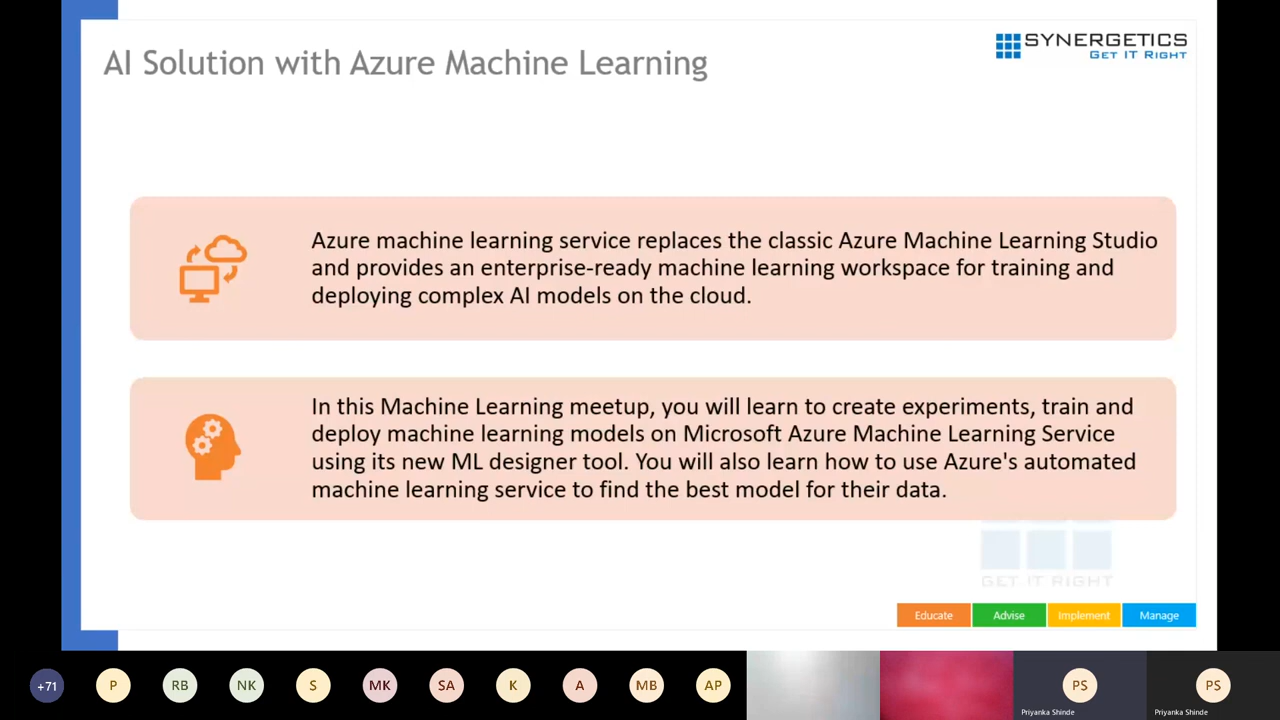 AI Solution with Azure Machine Learning
SYNERGETICS
GET IT RIGHT
Azure machine learning service replaces the classic Azure Machine Learning Studio
and provides an enterprise-ready machine learning workspace for training and
deploying complex AI models on the cloud.
In this Machine Learning meetup, you will learn to create experiments, train and
deploy machine learning models on Microsoft Azure Machine Learning Service
using its new ML designer tool. You will also learn how to use Azure's automated
machine learning service to find the best model for their data.
GET IT RIGHT
Educate Advise Implement Manage
+71 P RB NK S MK SA K A MB AP PS PS
Priyanka Shinde Priyanka Shinde